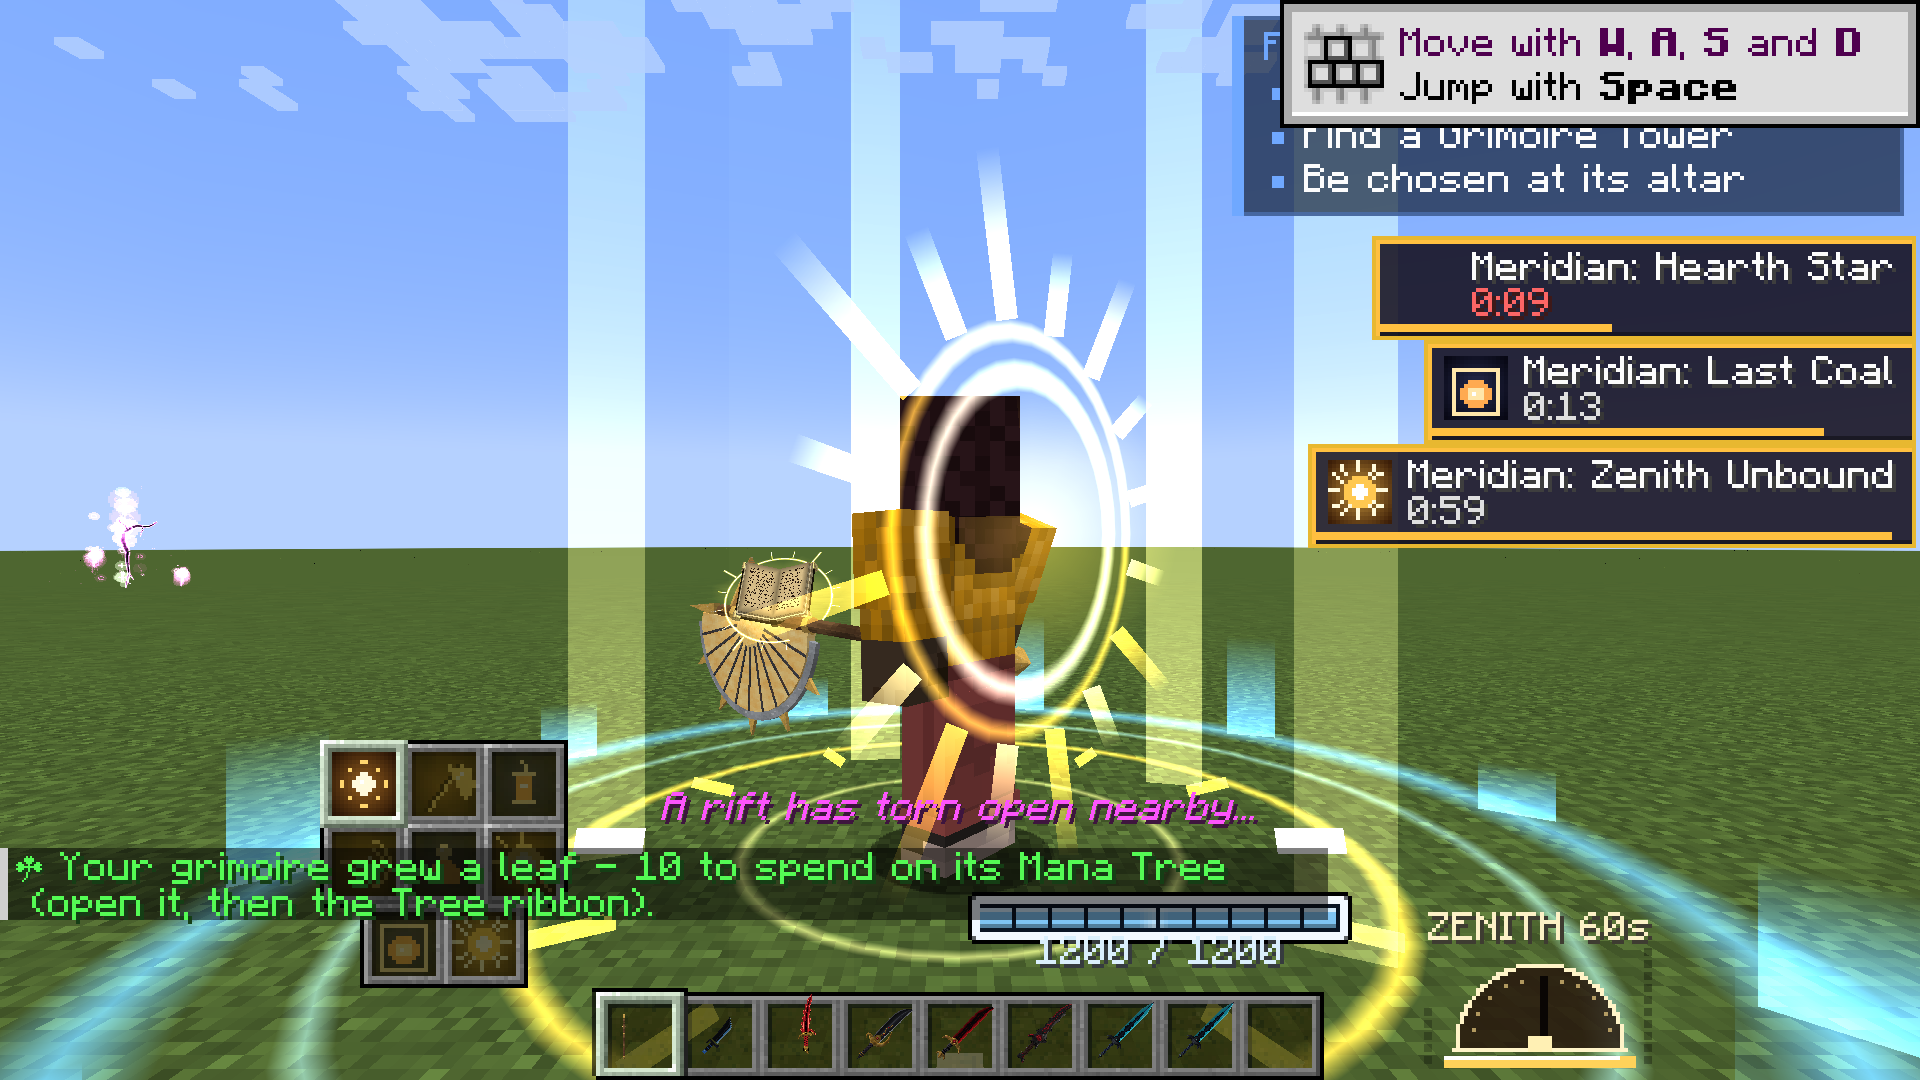 Move with W, A, S and D
Jump with Space
Find a Grimoire Tower
Be chosen at its altar
Meridian: Hearth Star
0:09
Meridian: Last Coal
0:13
Meridian: Zenith Unbound
0:59
A rift has torn open nearby...
☘ Your grimoire grew a leaf – 10 to spend on its Mana Tree
(open it, then the Tree ribbon).
1200 / 1200
ZENITH 60s